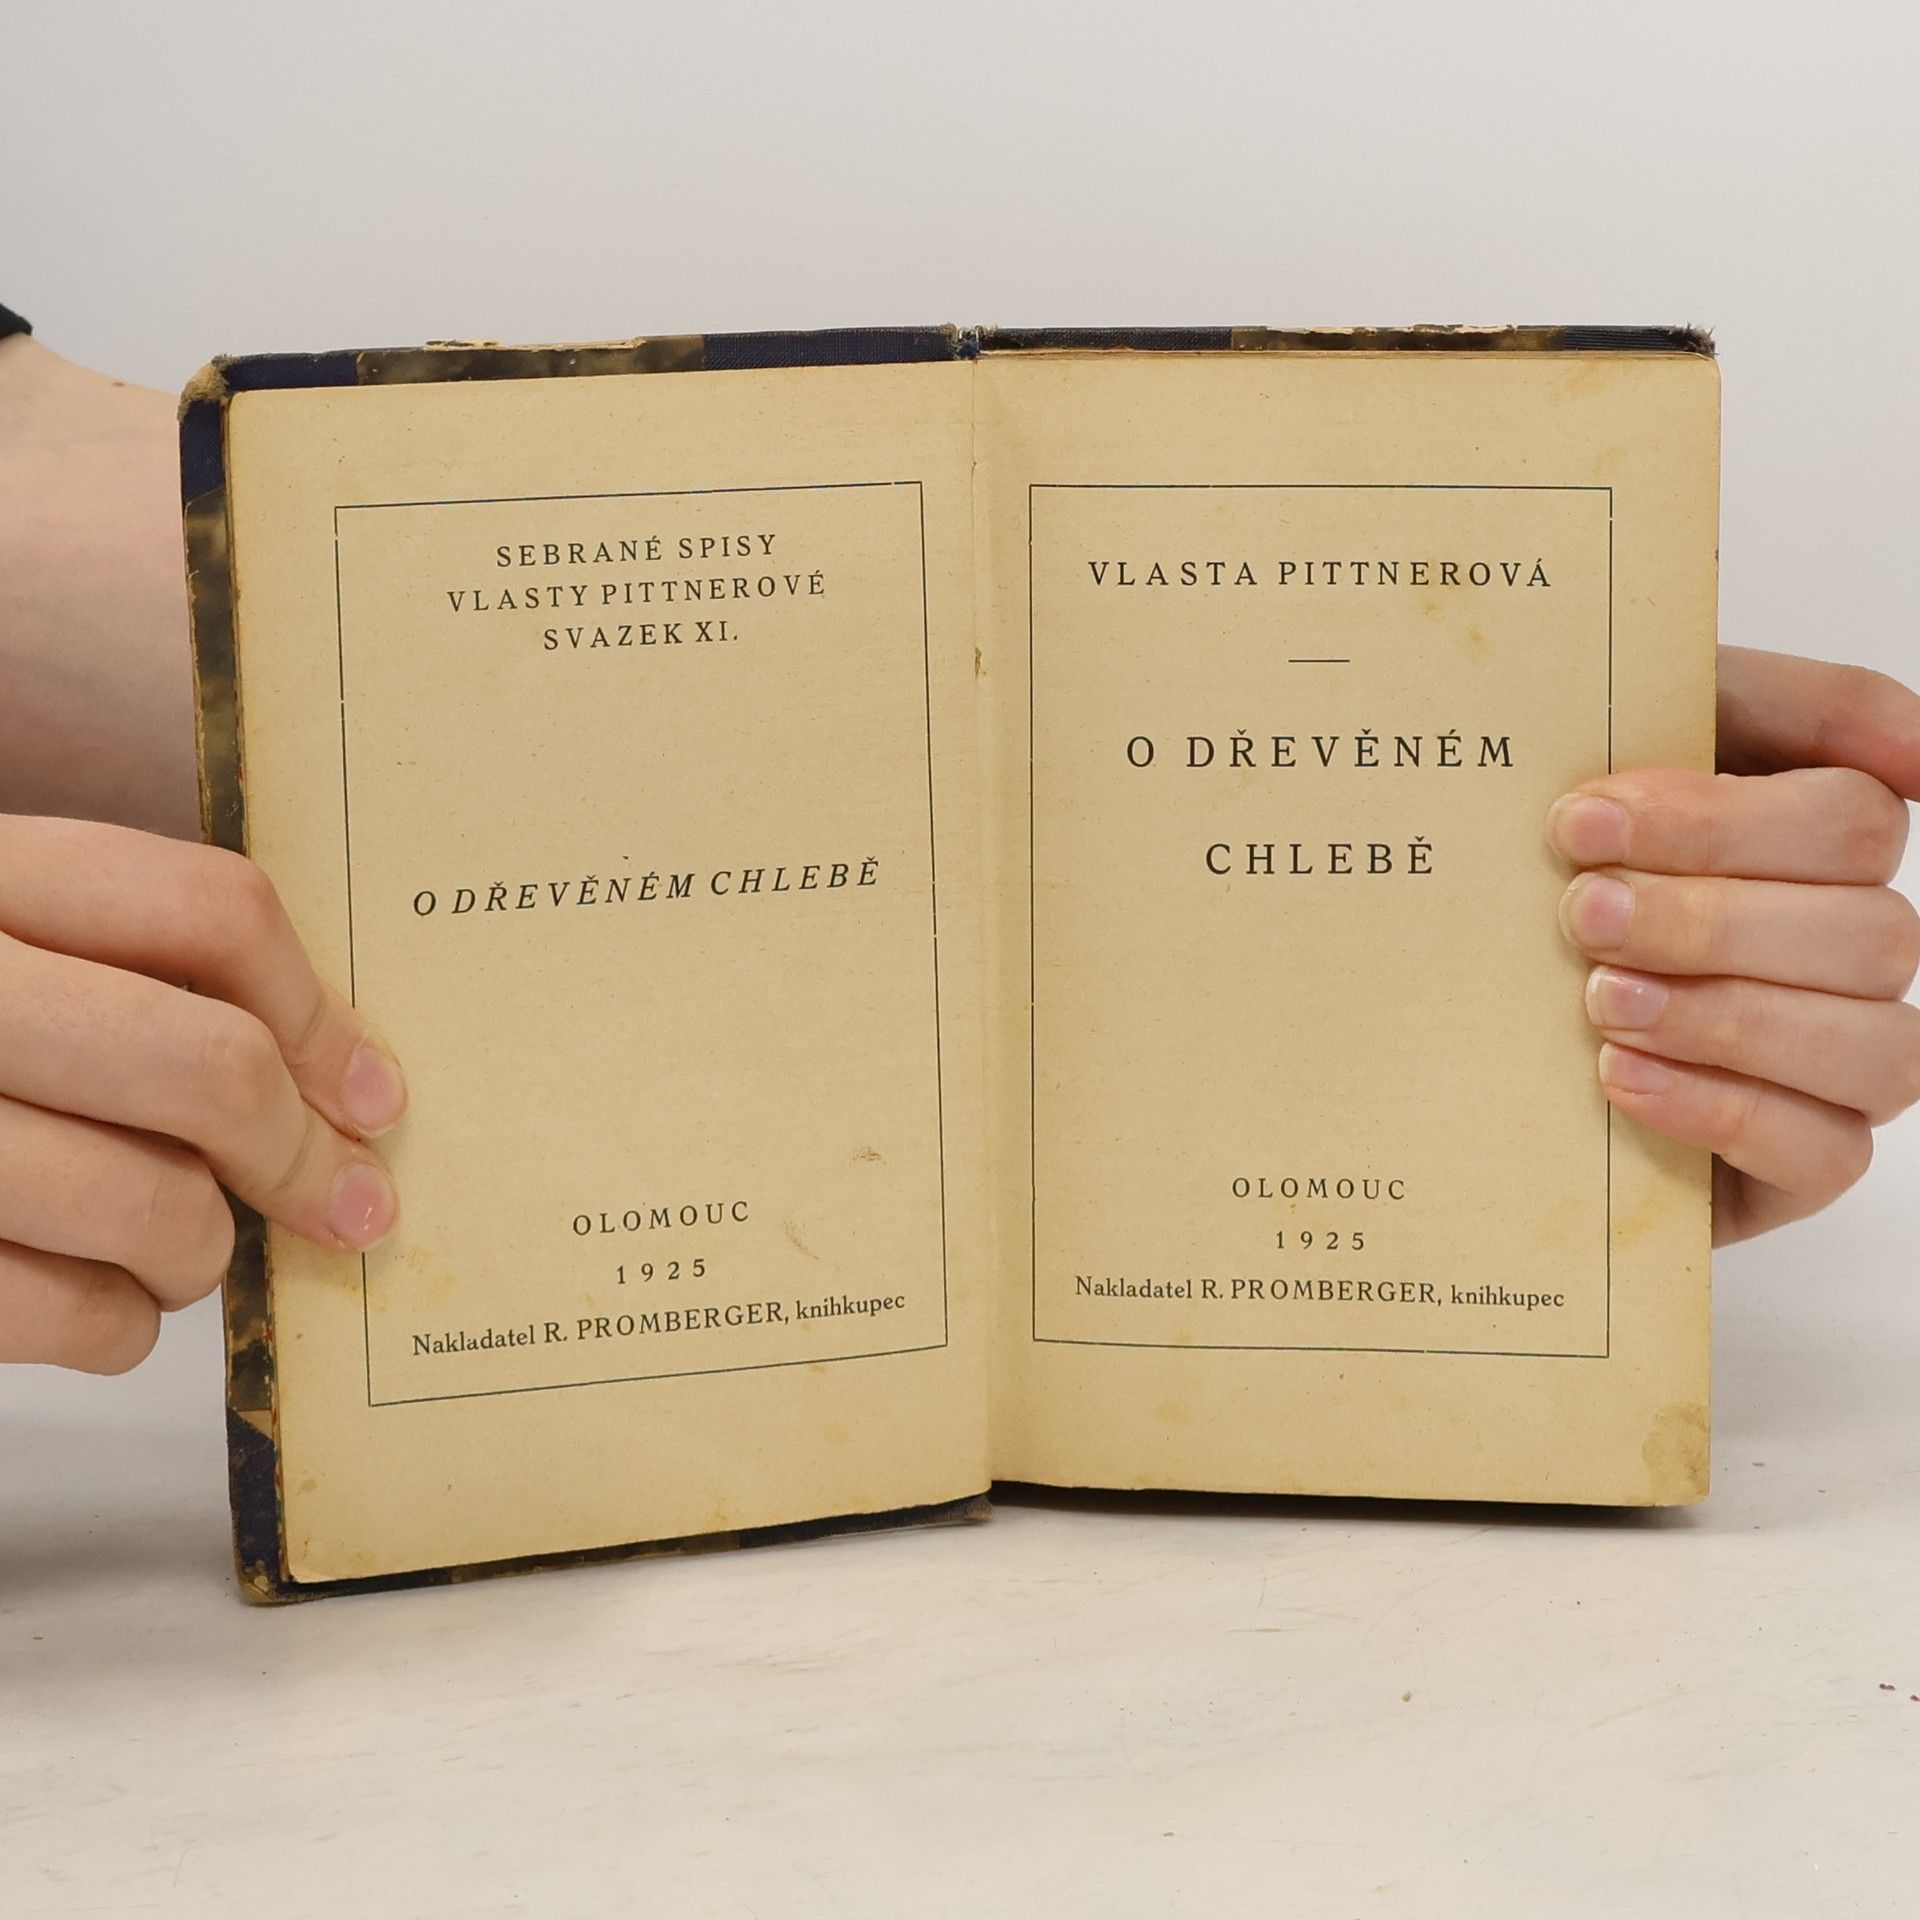 SEBRANÉ SPISY
VLASTY PITTNEROVÉ
SVAZEK XI.
O DŘEVĚNÉM CHLEBĚ
OLOMOUC
1925
Nakladatel R. PROMBERGER, knihkupec
VLASTA PITTNEROVÁ
O DŘEVĚNÉM
CHLEBĚ
OLOMOUC
1925
Nakladatel R. PROMBERGER, knihkupec